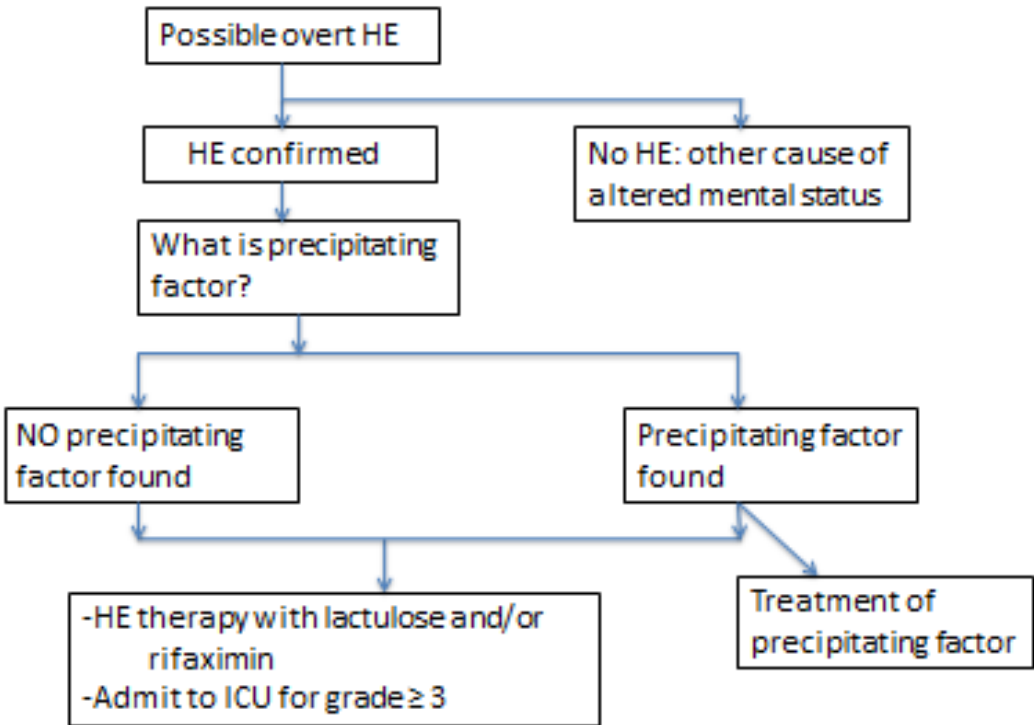 Possible overt HE
HE confirmed
No HE: other cause of
altered mental status
What is precipitating
factor?
NO precipitating
factor found
Precipitating factor
found
-HE therapy with lactulose and/or
rifaximin
-Admit to ICU for grade ≥ 3
Treatment of
precipitating factor